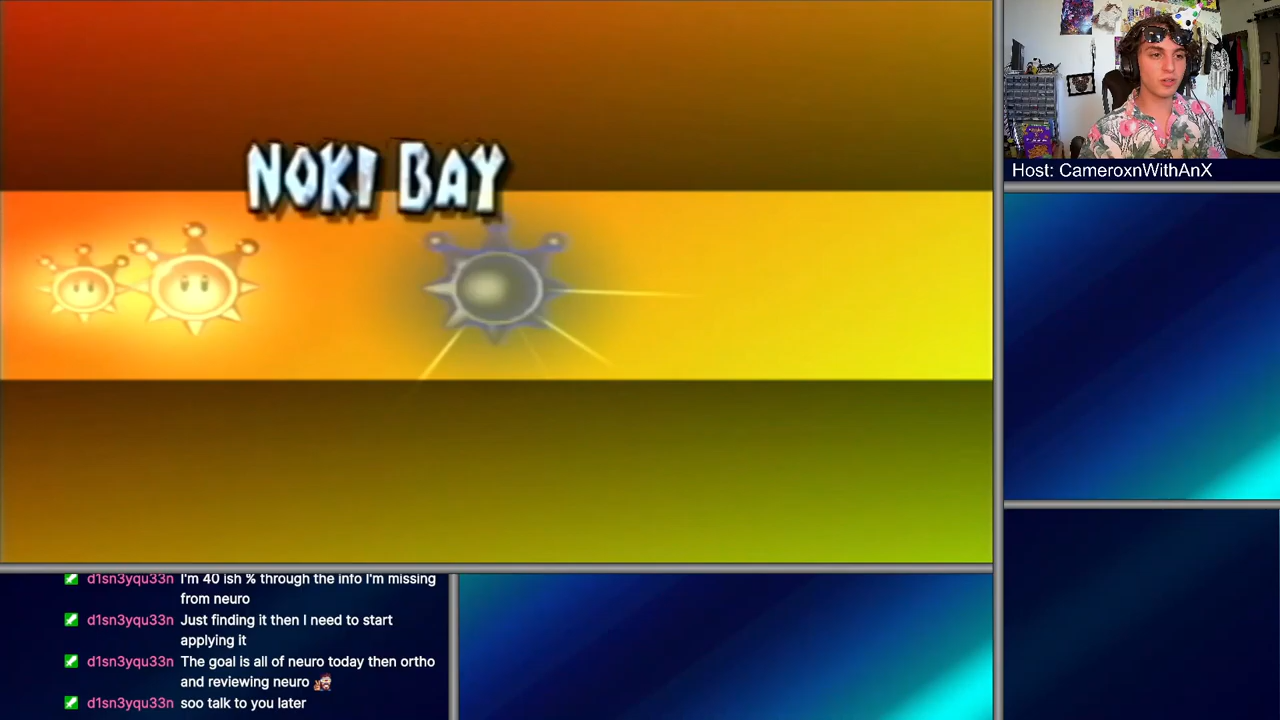 NOKI BAY
Host: CameroxnWithAnX
d1sn3yqu33n I'm 40 ish % through the info I'm missing
from neuro
d1sn3yqu33n Just finding it then I need to start
applying it
d1sn3yqu33n The goal is all of neuro today then ortho
and reviewing neuro
d1sn3yqu33n soo talk to you later